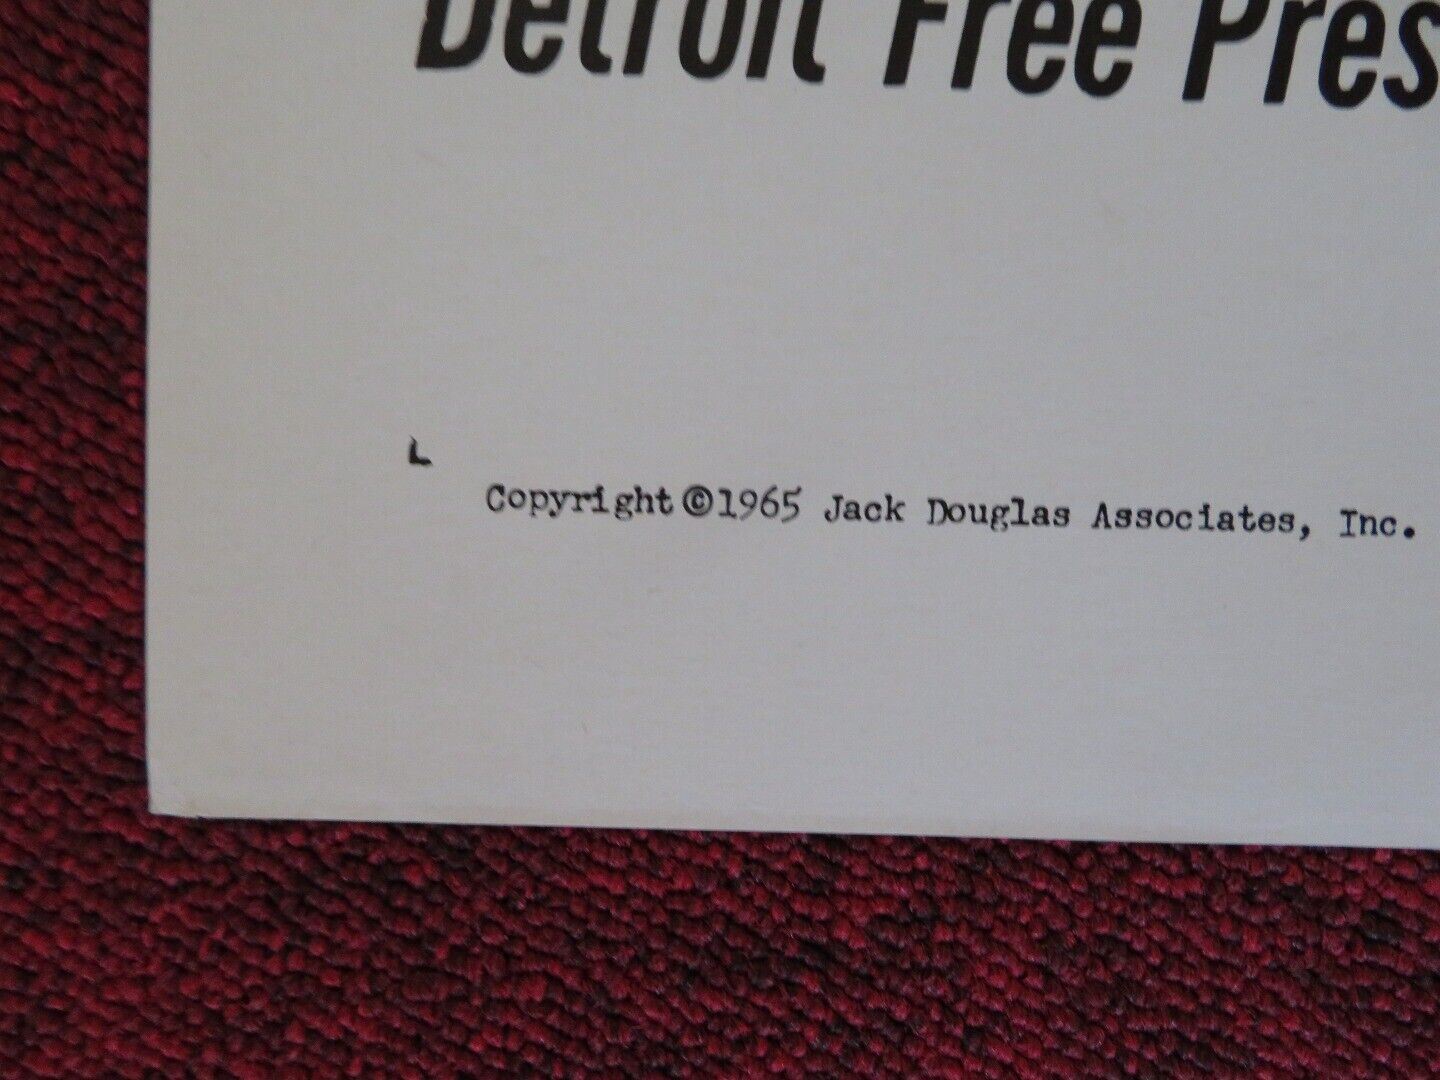 Detroit Free Pres
L
Copyright ©1965 Jack Douglas Associates, Inc.